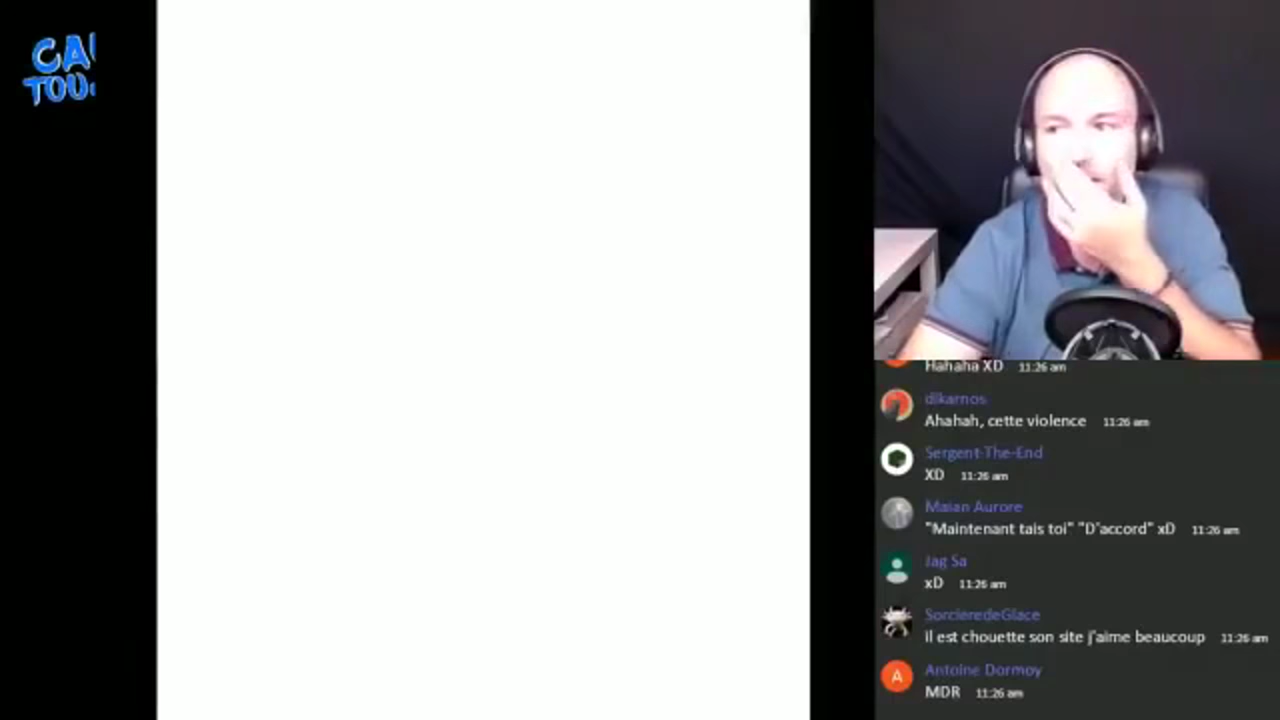 CA
TOU
Hahaha XD 11:26 am
dikarnos
Ahahah, cette violence 11:26 am
Sergent-The-End
XD 11:26 am
Maian Aurore
"Maintenant tais toi" "D'accord" xD 11:26 am
Jag Sa
xD 11:26 am
SorcieredeGlace
il est chouette son site j'aime beaucoup 11:26 am
A
Antoine Dormoy
MDR 11:26 am